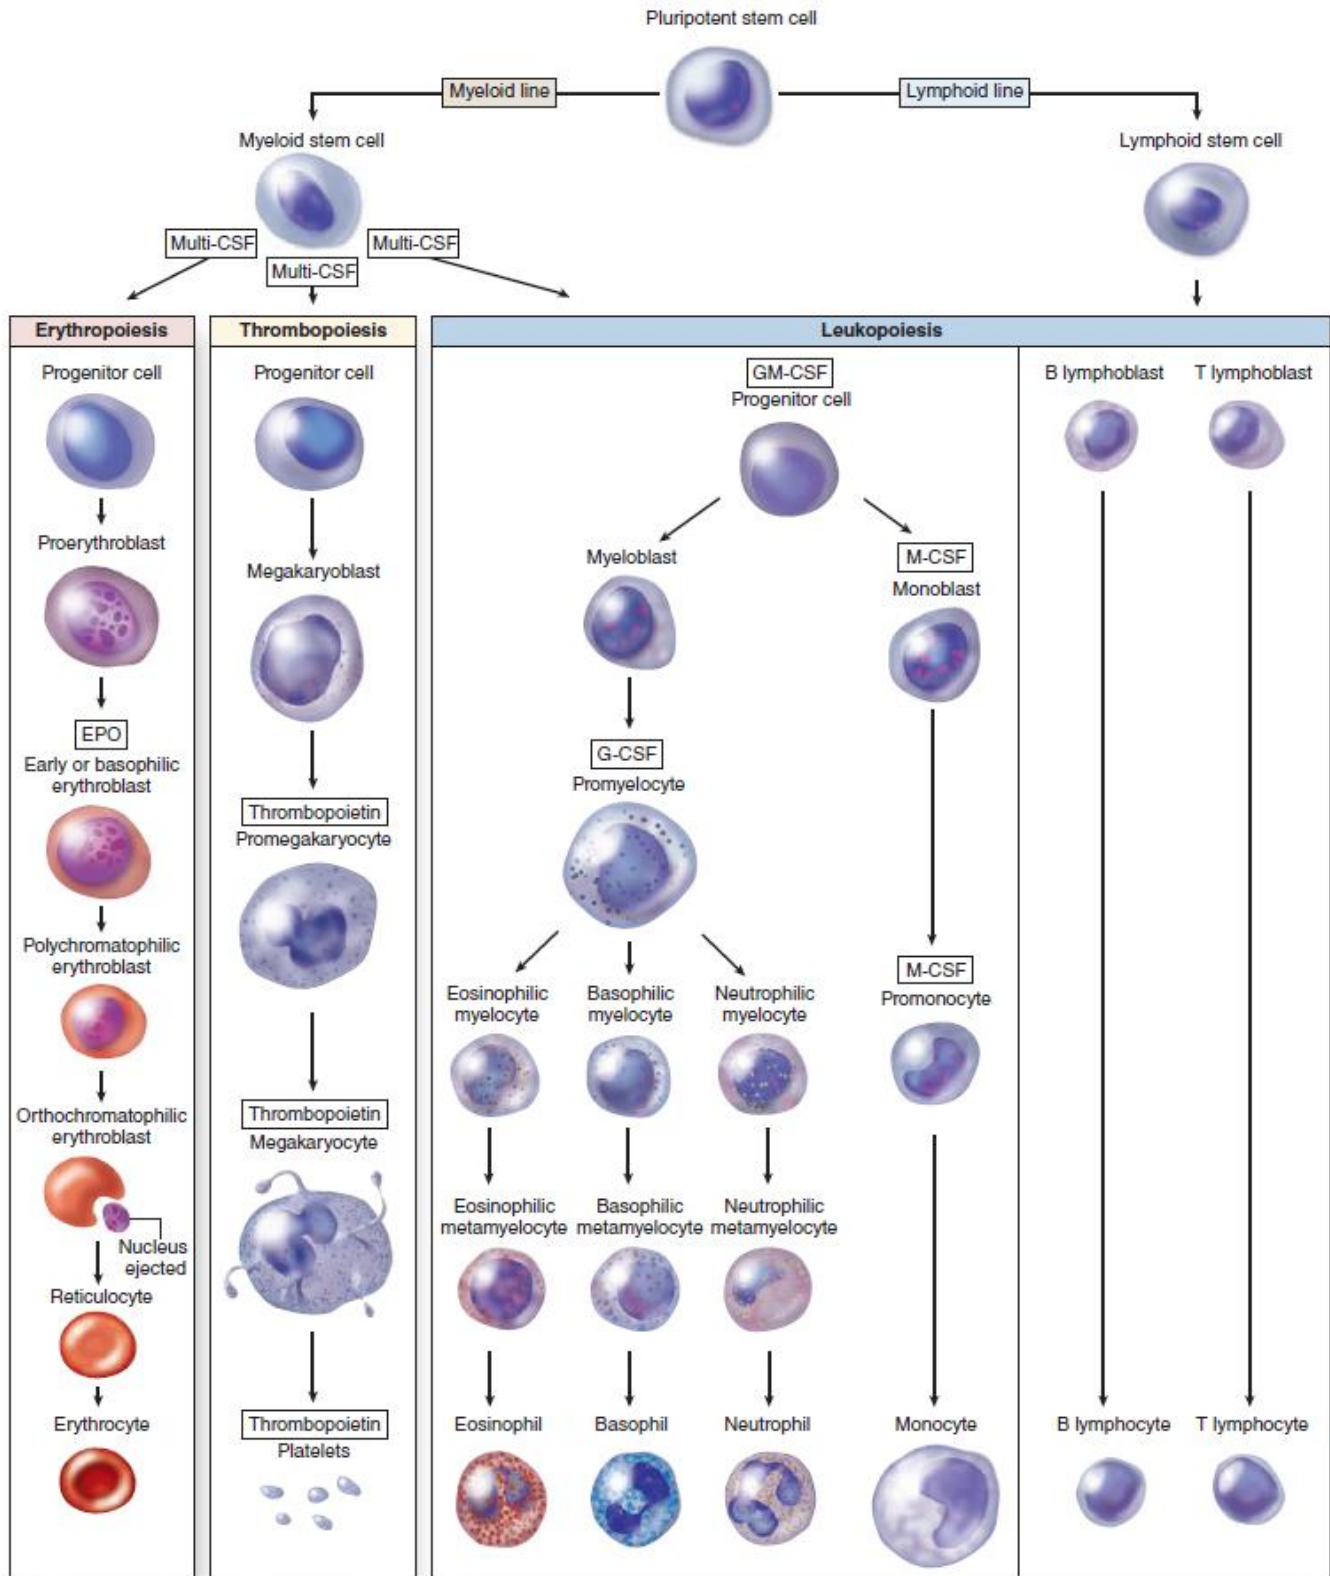 Pluripotent stem cell
Myeloid line
Lymphoid line
Myeloid stem cell
Lymphoid stem cell
Multi-CSF
Multi-CSF
Multi-CSF
Erythropoiesis
Progenitor cell
Proerythroblast
EPO
Early or basophilic
erythroblast
Polychromatophilic
erythroblast
Orthochromatophilic
erythroblast
Nucleus
ejected
Reticulocyte
Erythrocyte
Thrombopoiesis
Progenitor cell
Megakaryoblast
Thrombopoietin
Promegakaryocyte
Thrombopoietin
Megakaryocyte
Thrombopoietin
Platelets
Leukopoiesis
GM-CSF
Progenitor cell
Myeloblast
M-CSF
Monoblast
G-CSF
Promyelocyte
Eosinophilic
myelocyte
Basophilic
myelocyte
Neutrophilic
myelocyte
M-CSF
Promonocyte
Eosinophilic
metamyelocyte
Basophilic
metamyelocyte
Neutrophilic
metamyelocyte
Eosinophil
Basophil
Neutrophil
Monocyte
B lymphoblast
T lymphoblast
B lymphocyte
T lymphocyte